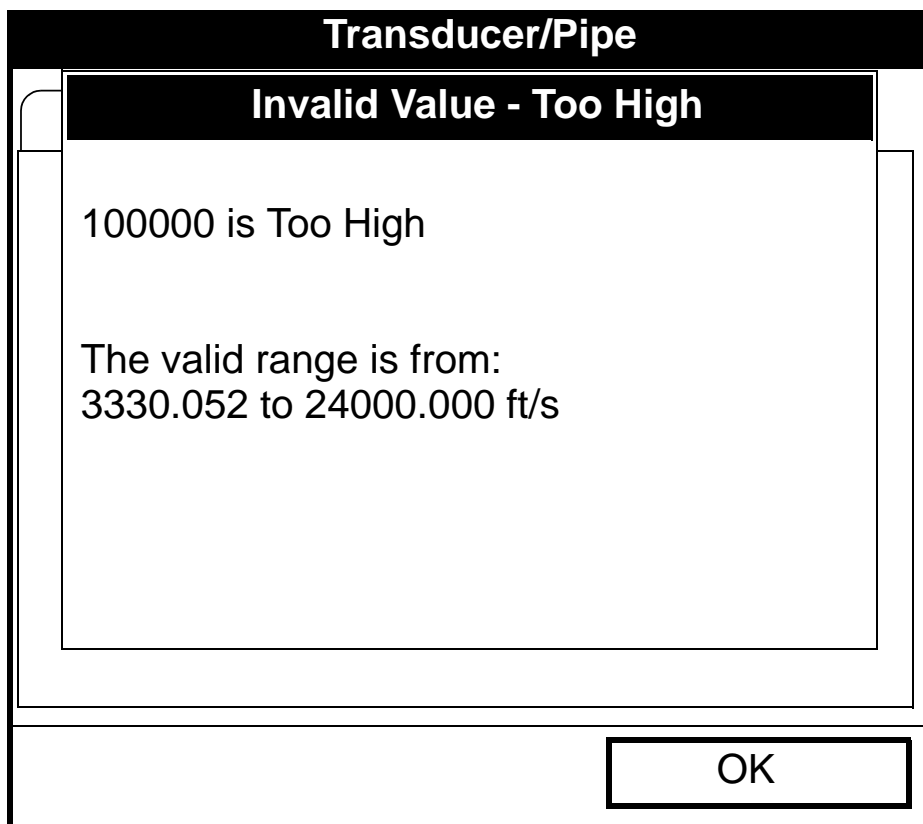 Transducer/Pipe
Invalid Value - Too High
100000 is Too High
The valid range is from:
3330.052 to 24000.000 ft/s
OK